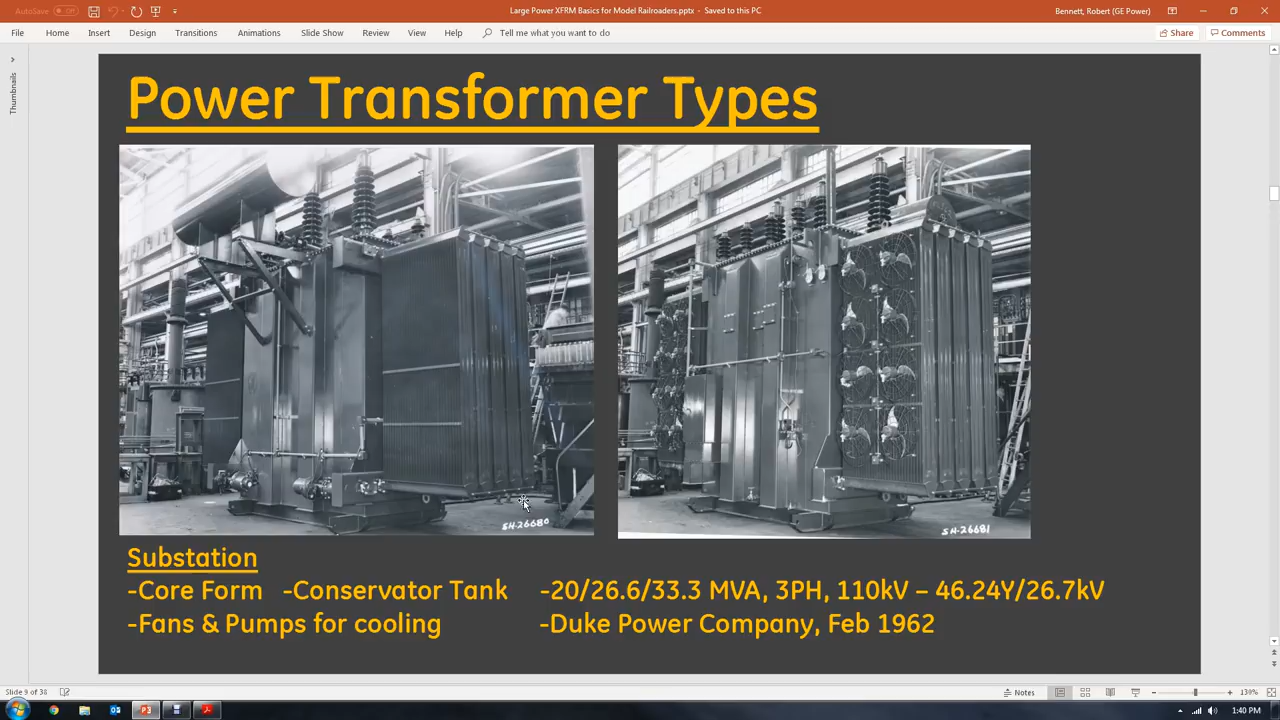 AutoSave Off
Large Power XFRM Basics for Model Railroaders.pptx - Saved to this PC
Bennett, Robert (GE Power)
File Home Insert Design Transitions Animations Slide Show Review View Help Tell me what you want to do
Share Comments
Thumbnails
Power Transformer Types
SH-26680
SH-26681
Substation
-Core Form -Conservator Tank -20/26.6/33.3 MVA, 3PH, 110kV – 46.24Y/26.7kV
-Fans & Pumps for cooling -Duke Power Company, Feb 1962
Slide 9 of 38
Notes
130%
1:40 PM